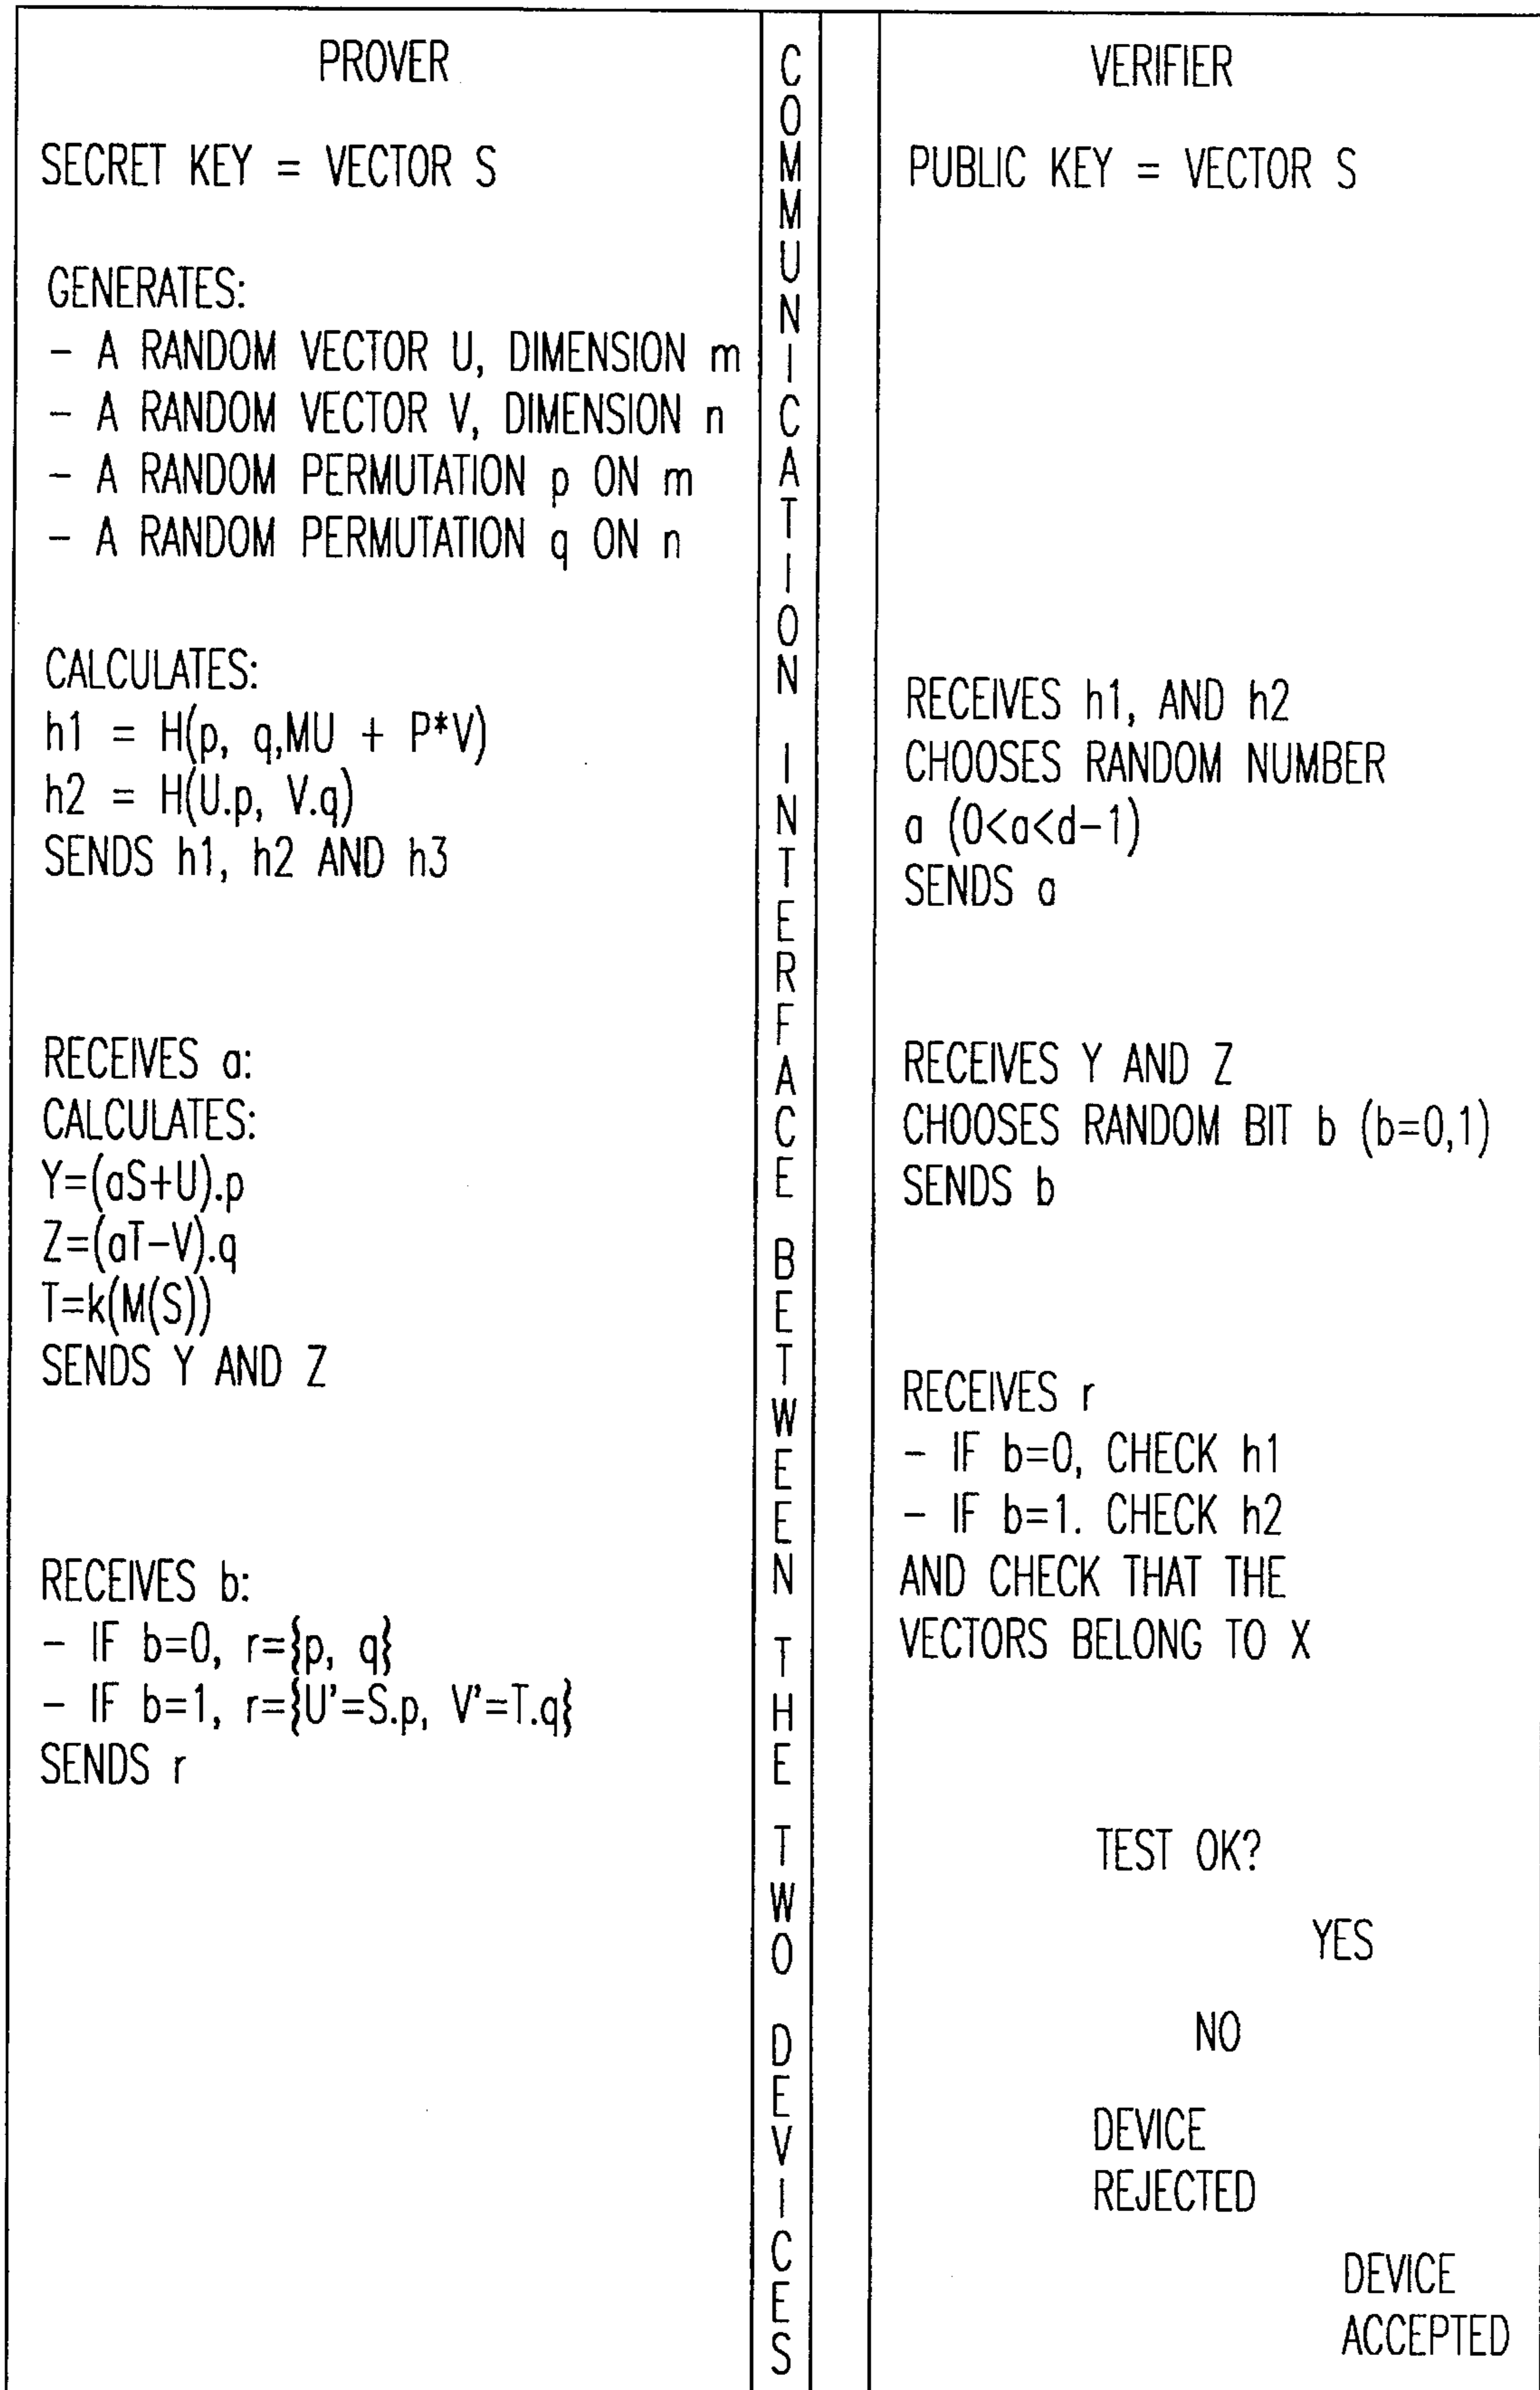 PROVER
SECRET KEY = VECTOR S
GENERATES:
– A RANDOM VECTOR U, DIMENSION m
– A RANDOM VECTOR V, DIMENSION n
– A RANDOM PERMUTATION p ON m
– A RANDOM PERMUTATION q ON n
CALCULATES:
h1 = H(p, q,MU + P*V)
h2 = H(U.p, V.q)
SENDS h1, h2 AND h3
RECEIVES a:
CALCULATES:
Y=(aS+U).p
Z=(aT–V).q
T=k(M(S))
SENDS Y AND Z
RECEIVES b:
– IF b=0, r={p, q}
– IF b=1, r={U'=S.p, V'=T.q}
SENDS r
COMMUNICATION INTERFACE BETWEEN THE TWO DEVICES
VERIFIER
PUBLIC KEY = VECTOR S
RECEIVES h1, AND h2
CHOOSES RANDOM NUMBER
a (0<a<d–1)
SENDS a
RECEIVES Y AND Z
CHOOSES RANDOM BIT b (b=0,1)
SENDS b
RECEIVES r
– IF b=0, CHECK h1
– IF b=1. CHECK h2
AND CHECK THAT THE
VECTORS BELONG TO X
TEST OK?
YES
NO
DEVICE
REJECTED
DEVICE
ACCEPTED